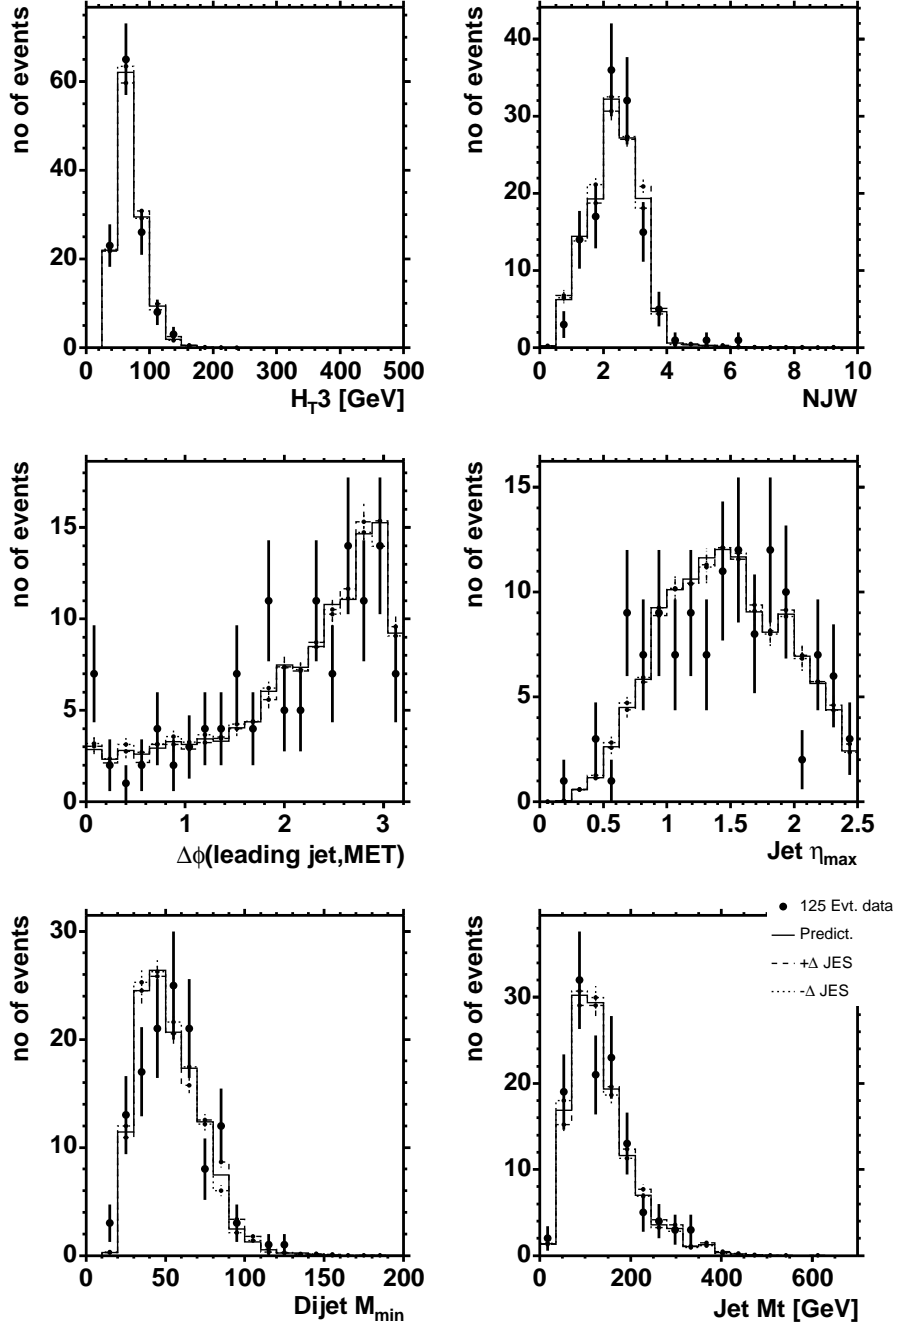 no of events
60
40
20
0
0 100 200 300 400 500
H_T3 [GeV]
no of events
40
30
20
10
0
0 2 4 6 8 10
NJW
no of events
15
10
5
0
0 1 2 3
Δϕ(leading jet,MET)
no of events
15
10
5
0
0 0.5 1 1.5 2 2.5
Jet η_max
no of events
30
20
10
0
0 50 100 150 200
Dijet M_min
no of events
30
20
10
0
0 200 400 600
Jet Mt [GeV]
125 Evt. data
Predict.
+Δ JES
-Δ JES